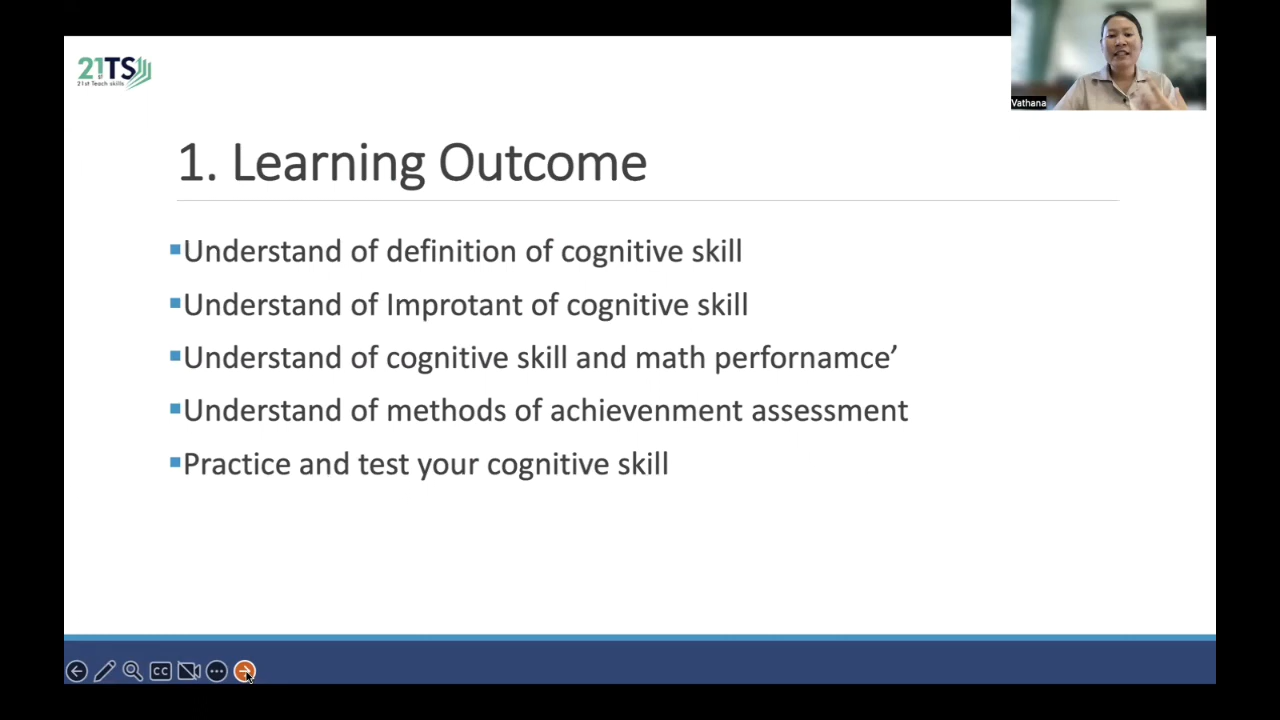 21TS
21st Teach skills
Vathana
1. Learning Outcome
Understand of definition of cognitive skill
Understand of Improtant of cognitive skill
Understand of cognitive skill and math perfornamce’
Understand of methods of achievenment assessment
Practice and test your cognitive skill
CC